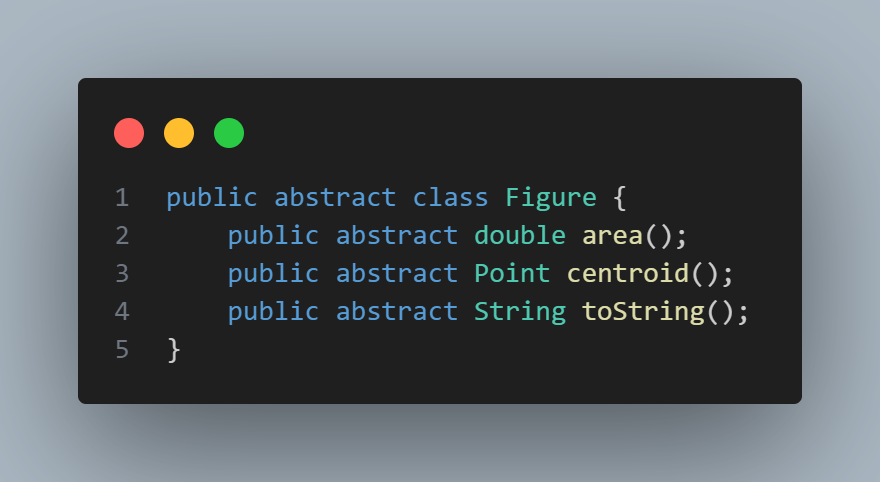 1 public abstract class Figure {
2     public abstract double area();
3     public abstract Point centroid();
4     public abstract String toString();
5 }